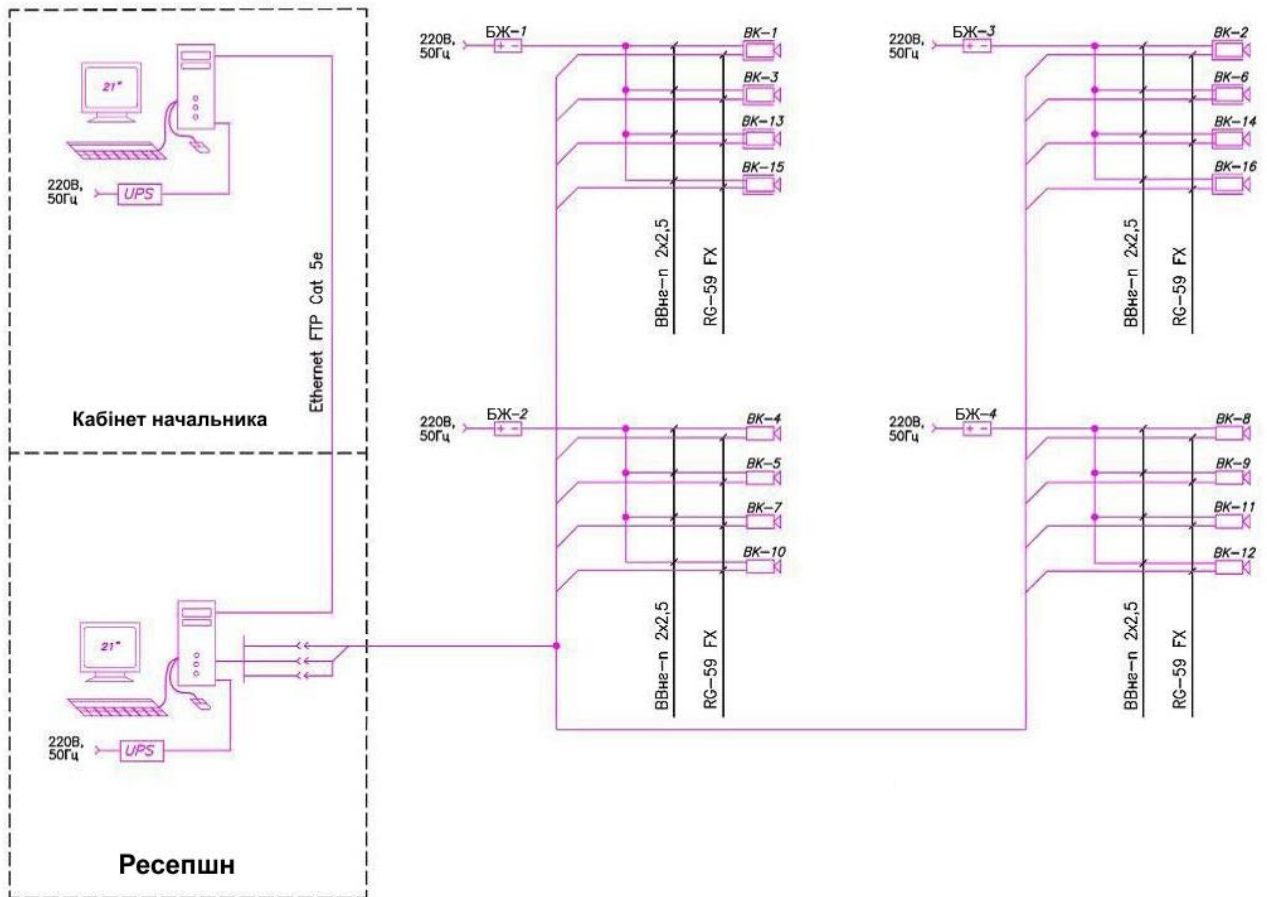 21"
220В,
50Гц
UPS
Ethernet FTP Cat 5e
Кабінет начальника
21"
220В,
50Гц
UPS
Ресепшн
220В,
50Гц
БЖ-1
+ -
ВК-1
ВК-3
ВК-13
ВК-15
ВВнг-п 2х2,5
RG-59 FX
220В,
50Гц
БЖ-3
+ -
ВК-2
ВК-6
ВК-14
ВК-16
ВВнг-п 2х2,5
RG-59 FX
220В,
50Гц
БЖ-2
+ -
ВК-4
ВК-5
ВК-7
ВК-10
ВВнг-п 2х2,5
RG-59 FX
220В,
50Гц
БЖ-4
+ -
ВК-8
ВК-9
ВК-11
ВК-12
ВВнг-п 2х2,5
RG-59 FX